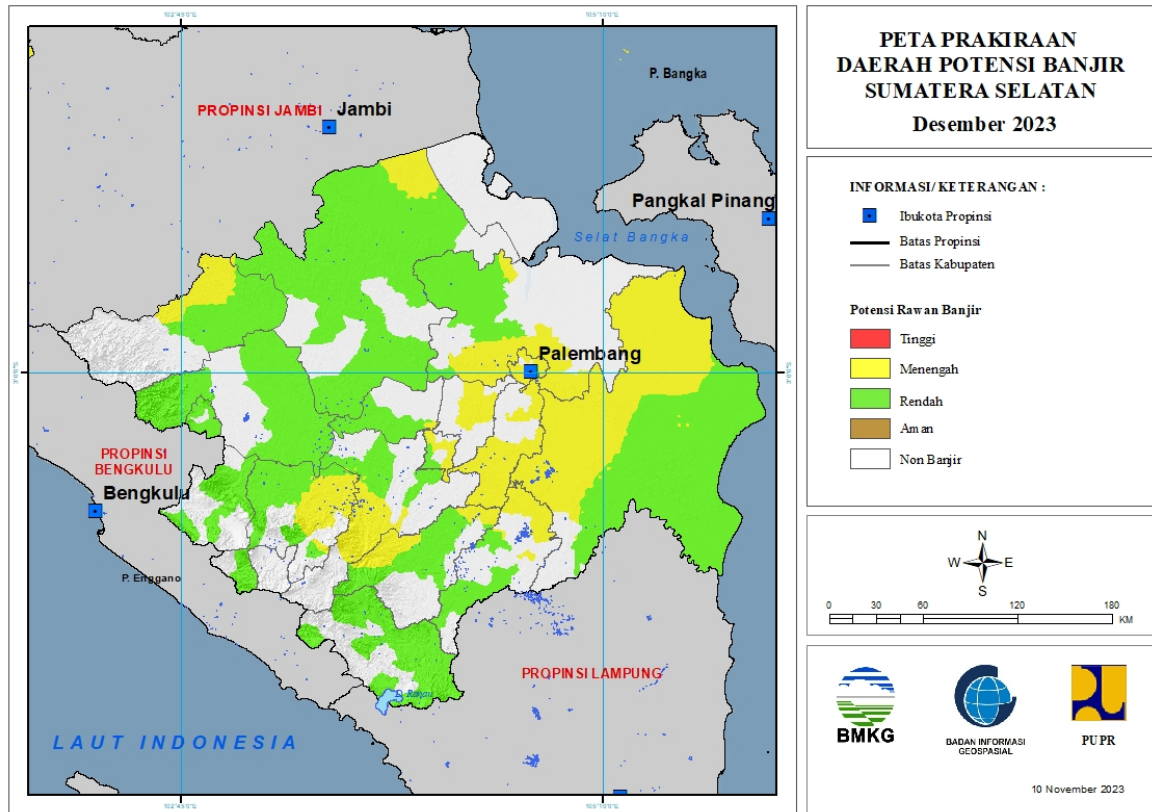 PETA PRAKIRAAN
DAERAH POTENSI BANJIR
SUMATERA SELATAN
Desember 2023
INFORMASI/KETERANGAN :
Ibukota Propinsi
Batas Propinsi
Batas Kabupaten
Potensi Rawan Banjir
Tinggi
Menengah
Rendah
Aman
Non Banjir
N
W E
S
0 30 60 120 180
KM
BMKG
BADAN INFORMASI
GEOSPASIAL
PUPR
10 November 2023
P. Bangka
PROPINSI JAMBI
Jambi
Pangkal Pinang
Selat Bangka
Palembang
PROPINSI
BENGKULU
Bengkulu
P. Enggano
PROPINSI LAMPUNG
D. Ranau
LAUT INDONESIA